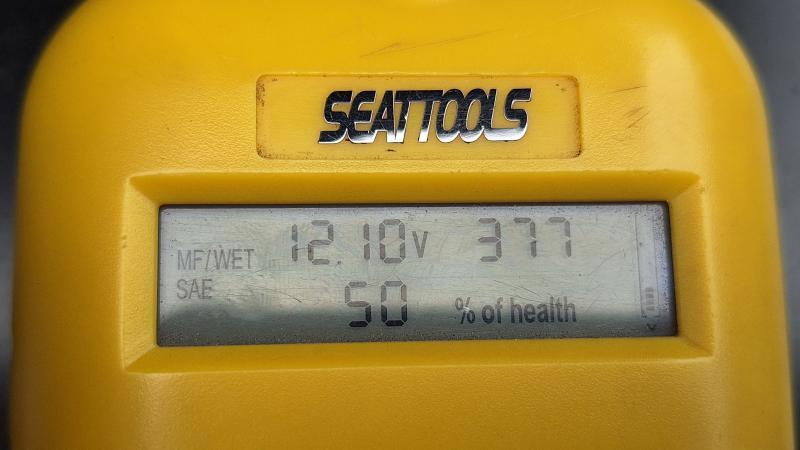 SEATTOOLS
MF/WET 12.10V 377
SAE 50 % of health